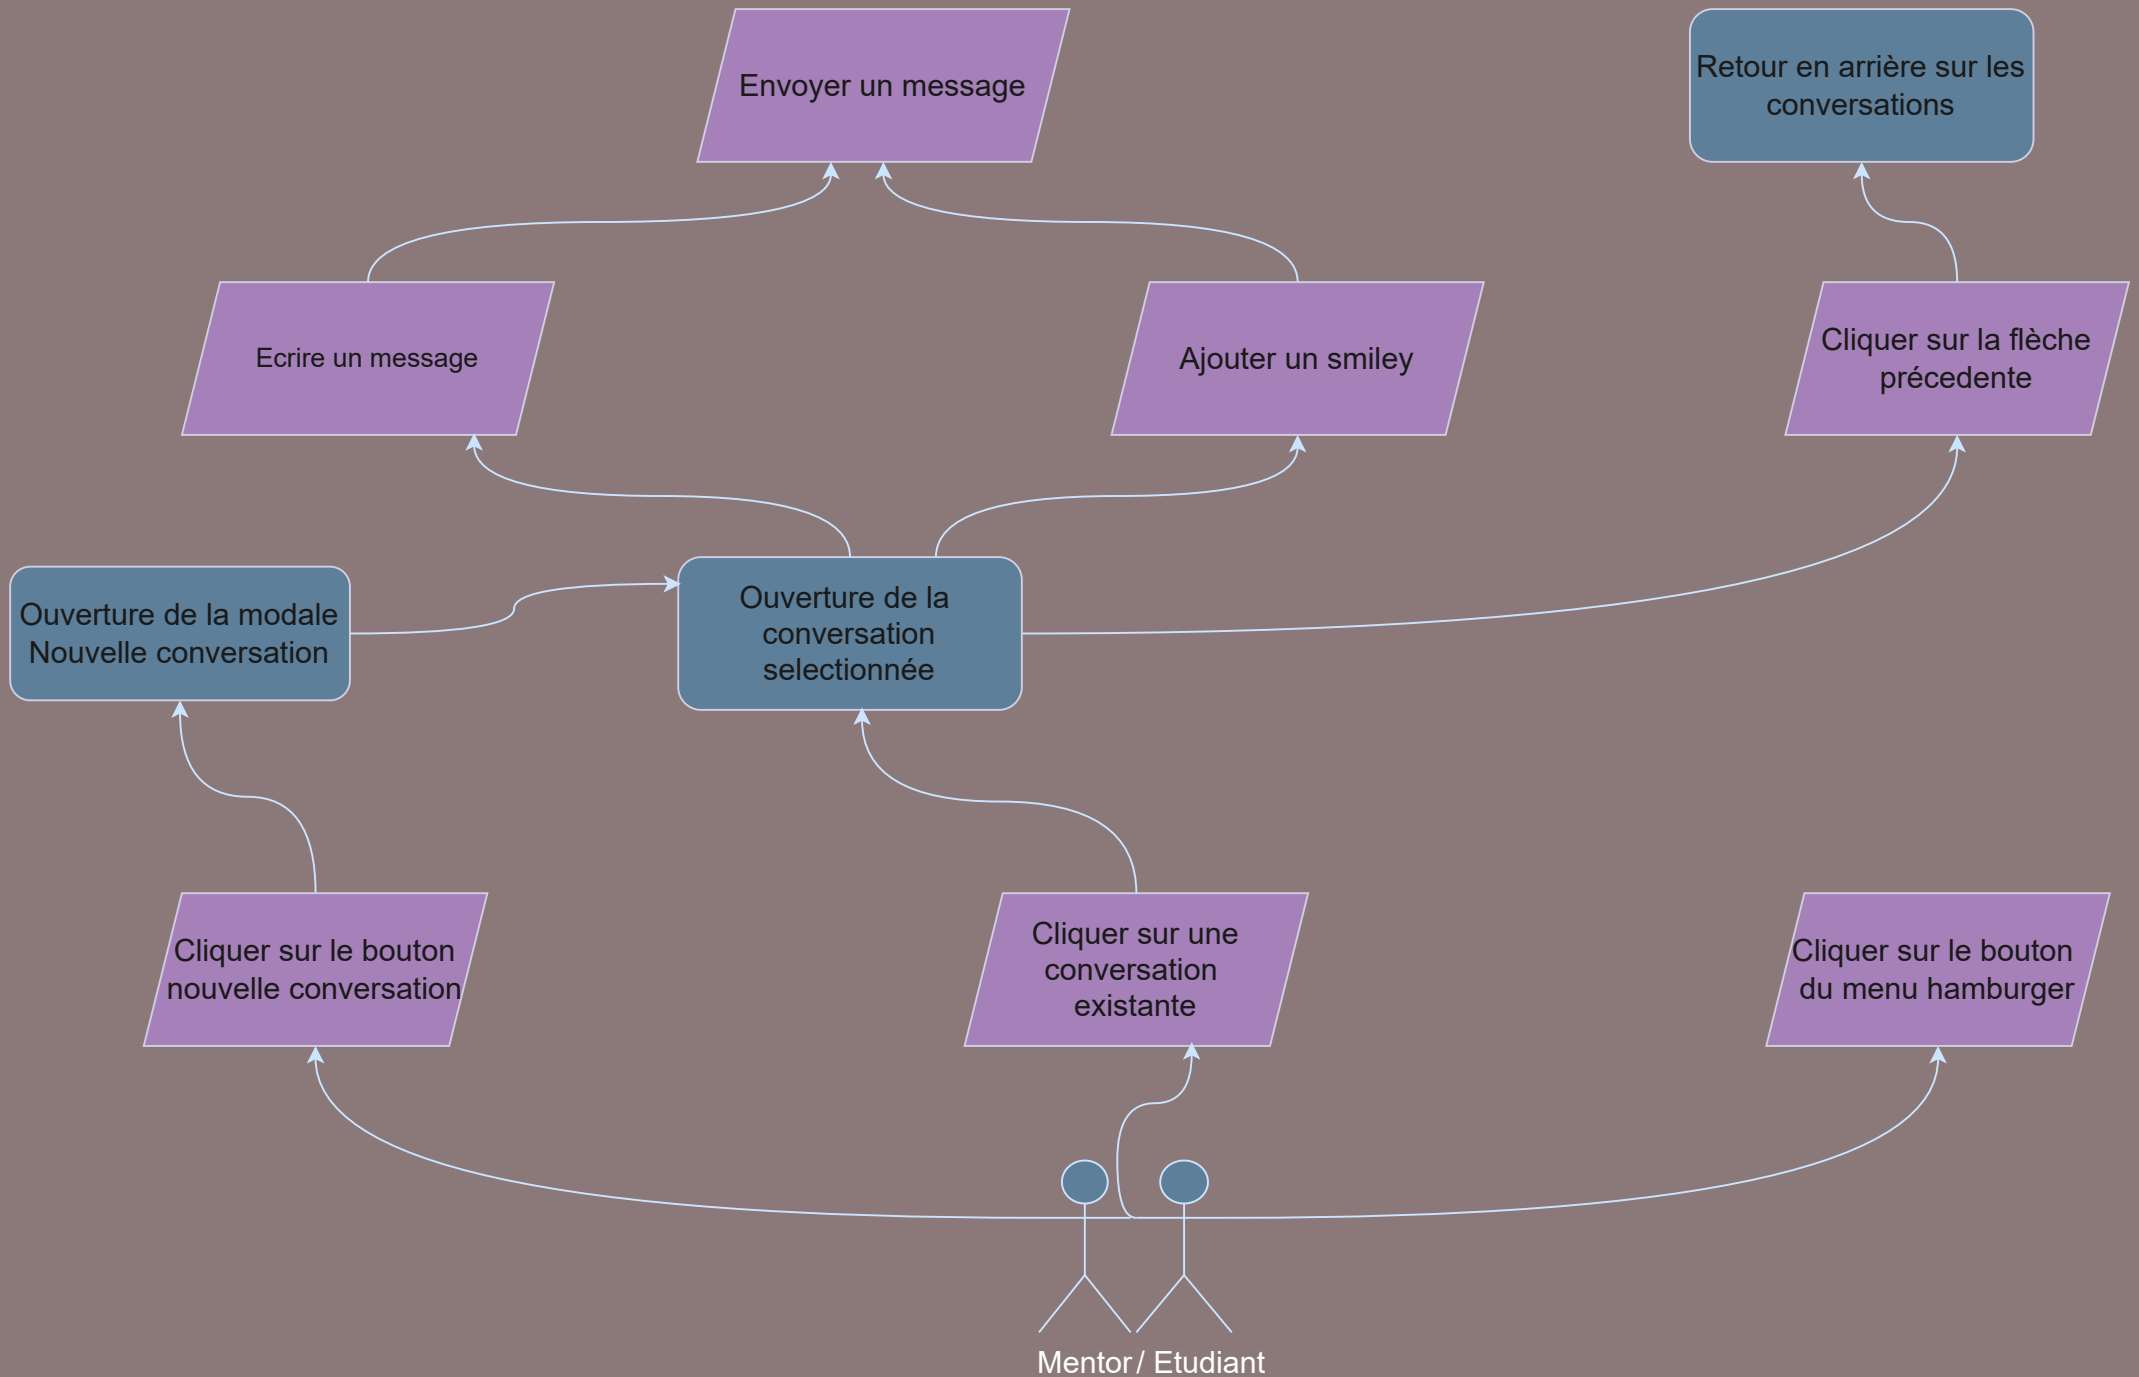 Envoyer un message
Retour en arrière sur les
conversations
Ecrire un message
Ajouter un smiley
Cliquer sur la flèche
précedente
Ouverture de la modale
Nouvelle conversation
Ouverture de la
conversation
selectionnée
Cliquer sur le bouton
nouvelle conversation
Cliquer sur une
conversation
existante
Cliquer sur le bouton
du menu hamburger
Mentor / Etudiant